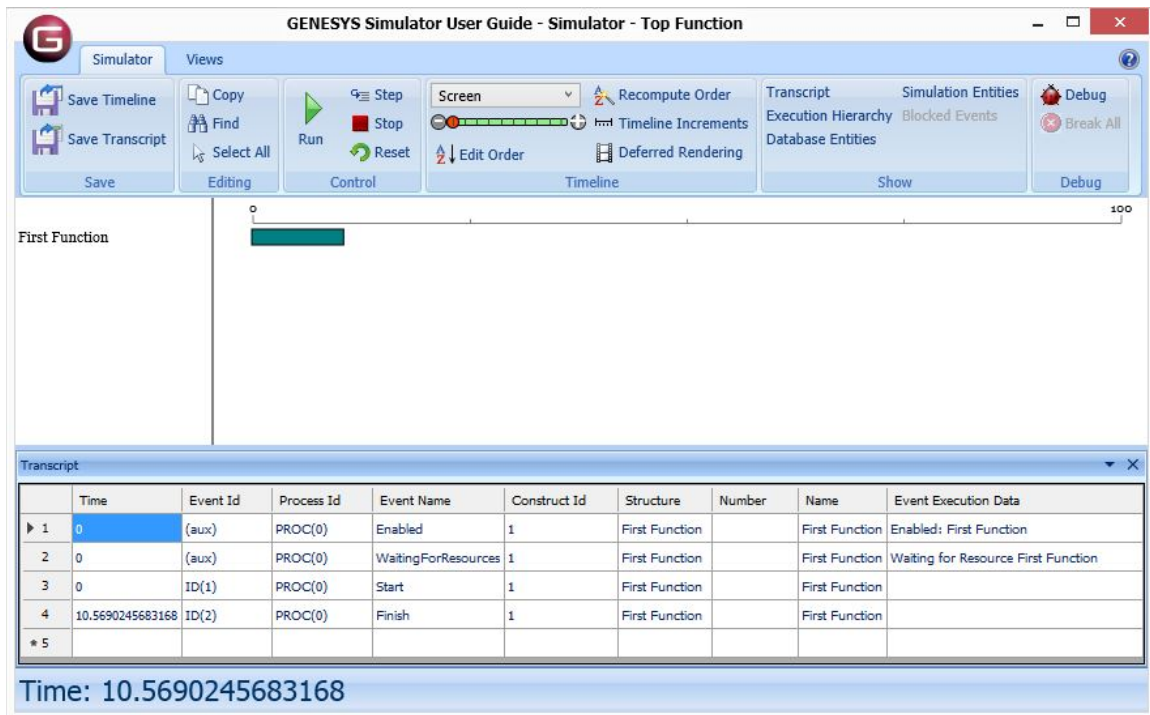 GENESYS Simulator User Guide - Simulator - Top Function
G
Simulator Views
Save Timeline
Save Transcript
Save
Copy
Find
Select All
Editing
Run
Step
Stop
Reset
Control
Screen
Edit Order
Recompute Order
Timeline Increments
Deferred Rendering
Timeline
Transcript Simulation Entities
Execution Hierarchy Blocked Events
Database Entities
Show
Debug
Break All
Debug
0 100
First Function
Transcript
Time Event Id Process Id Event Name Construct Id Structure Number Name Event Execution Data
1 0 (aux) PROC(0) Enabled 1 First Function First Function Enabled: First Function
2 0 (aux) PROC(0) WaitingForResources 1 First Function First Function Waiting for Resource First Function
3 0 ID(1) PROC(0) Start 1 First Function First Function
4 10.5690245683168 ID(2) PROC(0) Finish 1 First Function First Function
* 5
Time: 10.5690245683168